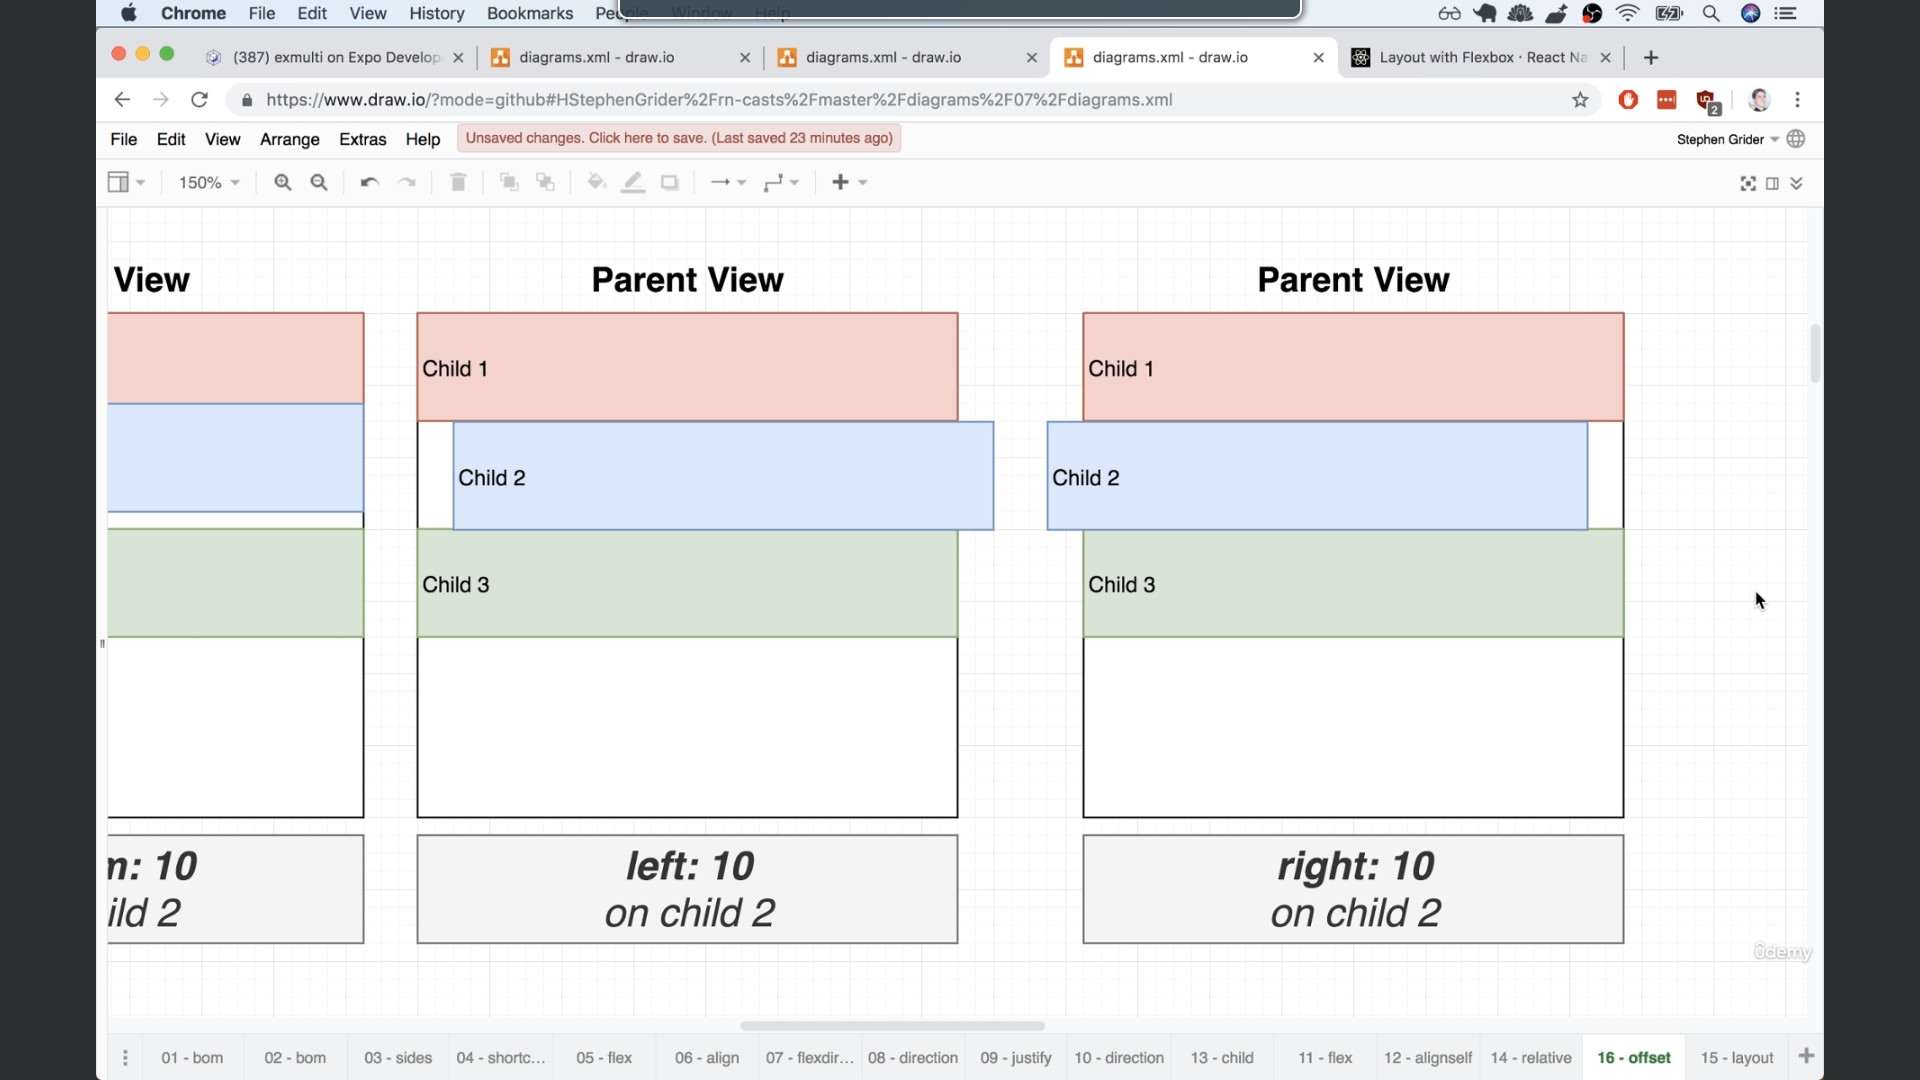 Chrome File Edit View History Bookmarks People Window Help
(387) exmulti on Expo Develop
diagrams.xml - draw.io
diagrams.xml - draw.io
diagrams.xml - draw.io
Layout with Flexbox · React Na
https://www.draw.io/?mode=github#HStephenGrider%2Frn-casts%2Fmaster%2Fdiagrams%2F07%2Fdiagrams.xml
2
File Edit View Arrange Extras Help
Unsaved changes. Click here to save. (Last saved 23 minutes ago)
Stephen Grider
150%
View
Parent View
Child 1
Child 2
Child 3
left: 10
on child 2
Parent View
Child 1
Child 2
Child 3
right: 10
on child 2
m: 10
ild 2
ûdemy
01 - bom
02 - bom
03 - sides
04 - shortc...
05 - flex
06 - align
07 - flexdir...
08 - direction
09 - justify
10 - direction
13 - child
11 - flex
12 - alignself
14 - relative
16 - offset
15 - layout